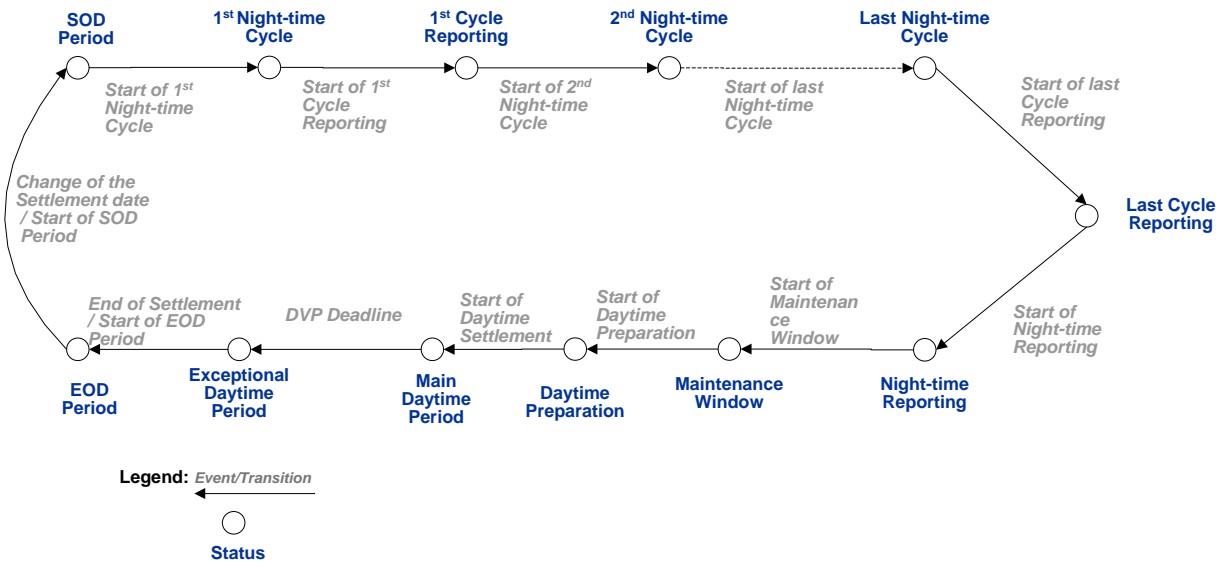 SOD
Period
1st Night-time
Cycle
1st Cycle
Reporting
2nd Night-time
Cycle
Last Night-time
Cycle
Start of 1st
Night-time
Cycle
Start of 1st
Cycle
Reporting
Start of 2nd
Night-time
Cycle
Start of last
Night-time
Cycle
Start of last
Cycle
Reporting
Change of the
Settlement date
/ Start of SOD
Period
Last Cycle
Reporting
End of Settlement
/ Start of EOD
Period
DVP Deadline
Start of
Daytime
Settlement
Start of
Daytime
Preparation
Start of
Maintenan
ce
Window
Start of
Night-time
Reporting
EOD
Period
Exceptional
Daytime
Period
Main
Daytime
Period
Daytime
Preparation
Maintenance
Window
Night-time
Reporting
Legend: Event/Transition
Status